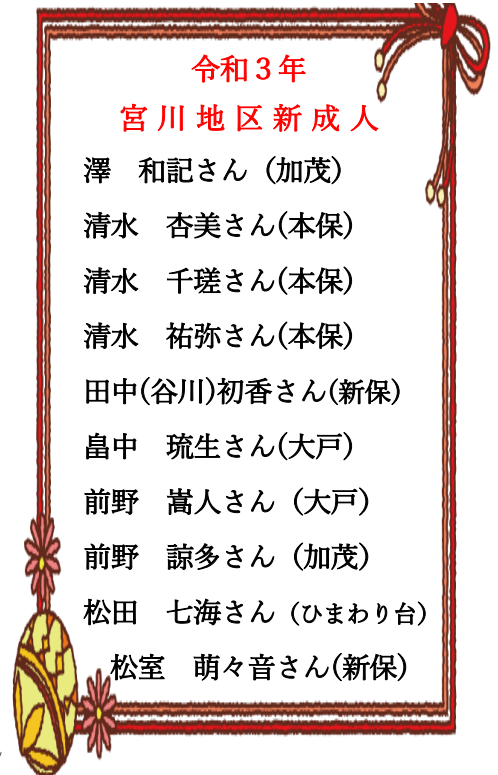 令和３年
宮川地区新成人
澤　和記さん（加茂）
清水　杏美さん(本保)
清水　千瑳さん(本保)
清水　祐弥さん(本保)
田中(谷川)初香さん(新保)
畠中　琉生さん(大戸)
前野　嵩人さん（大戸）
前野　諒多さん（加茂）
松田　七海さん（ひまわり台）
松室　萌々音さん(新保)